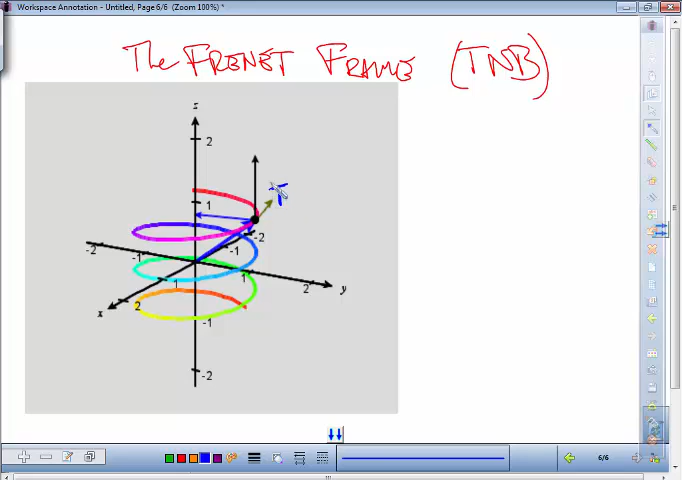 Workspace Annotation - Untitled, Page 6/6 (Zoom 100%) *
The FRENET FRAME (TNB)
z
2
1
T
-2
-2
-1
-1
1
1
2
2
y
x
-1
-2
6/6